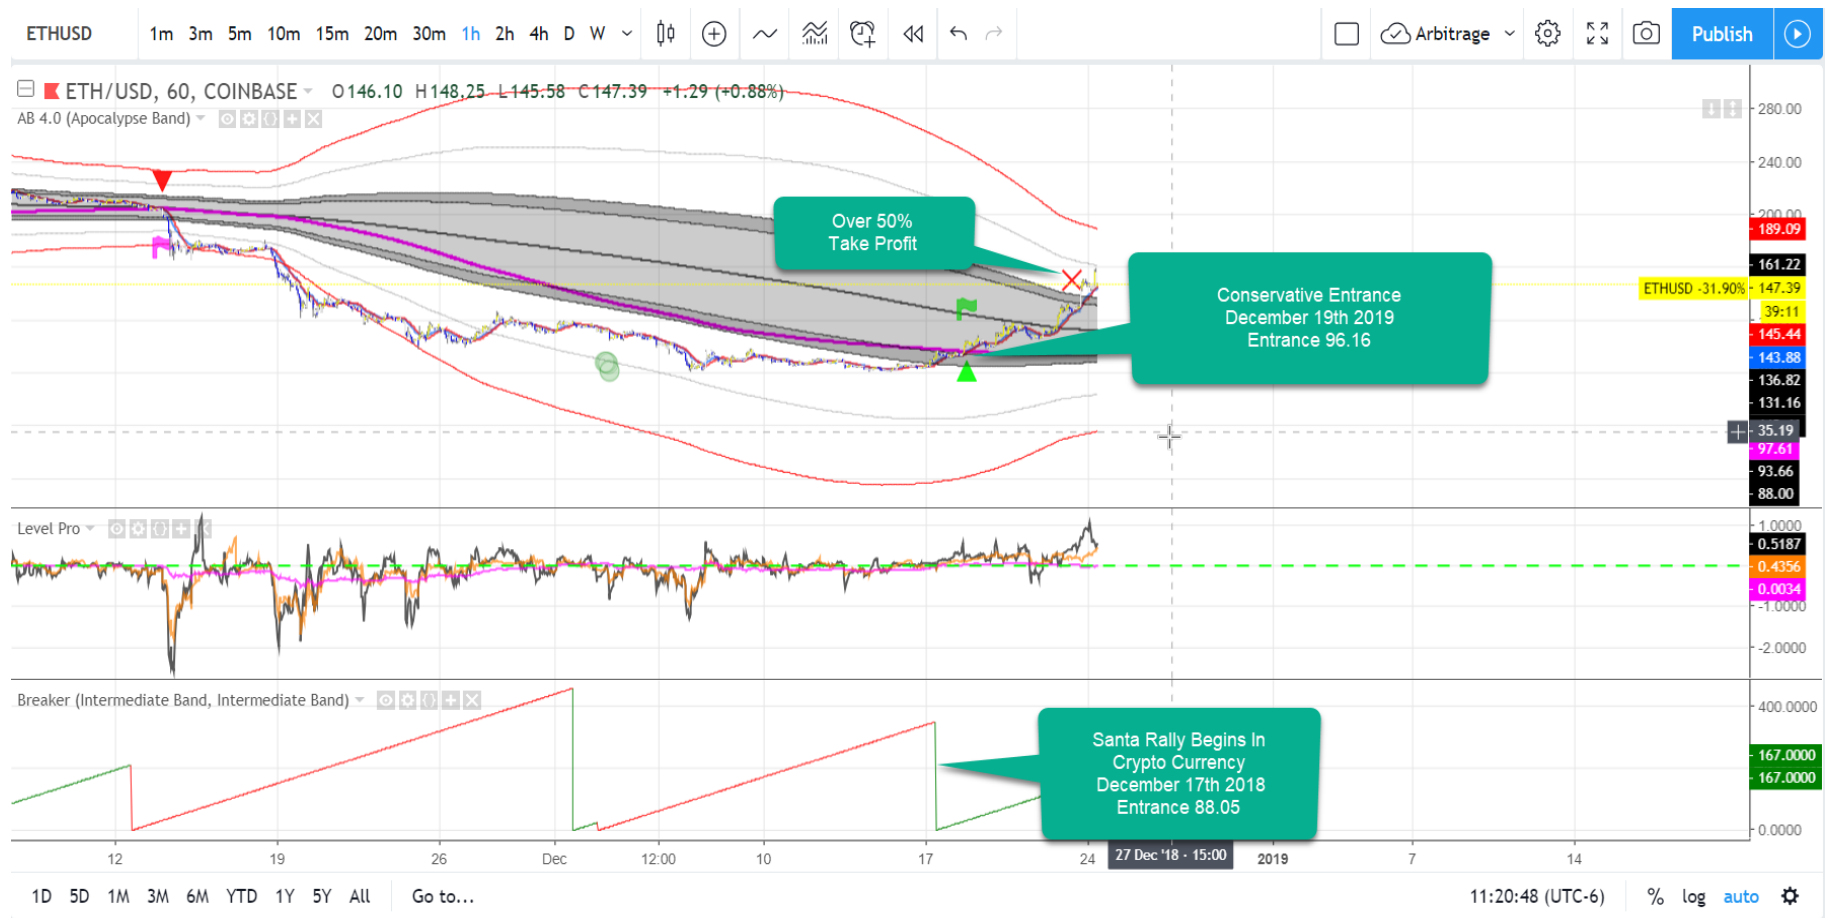 ETHUSD 1m 3m 5m 10m 15m 20m 30m 1h 2h 4h D W Arbitrage Publish
ETH/USD, 60, COINBASE O146.10 H148.25 L145.58 C147.39 +1.29 (+0.88%)
AB 4.0 (Apocalypse Band)
280.00
240.00
200.00
189.09
161.22
ETHUSD -31.90% 147.39
39:11
145.44
143.88
136.82
131.16
35.19
97.61
93.66
88.00
Over 50%
Take Profit
Conservative Entrance
December 19th 2019
Entrance 96.16
Level Pro
1.0000
0.5187
0.4356
0.0034
-1.0000
-2.0000
Breaker (Intermediate Band, Intermediate Band)
400.0000
167.0000
167.0000
0.0000
Santa Rally Begins In
Crypto Currency
December 17th 2018
Entrance 88.05
12 19 26 Dec 12:00 10 17 24 27 Dec '18 - 15:00 2019 7 14
1D 5D 1M 3M 6M YTD 1Y 5Y All Go to... 11:20:48 (UTC-6) % log auto